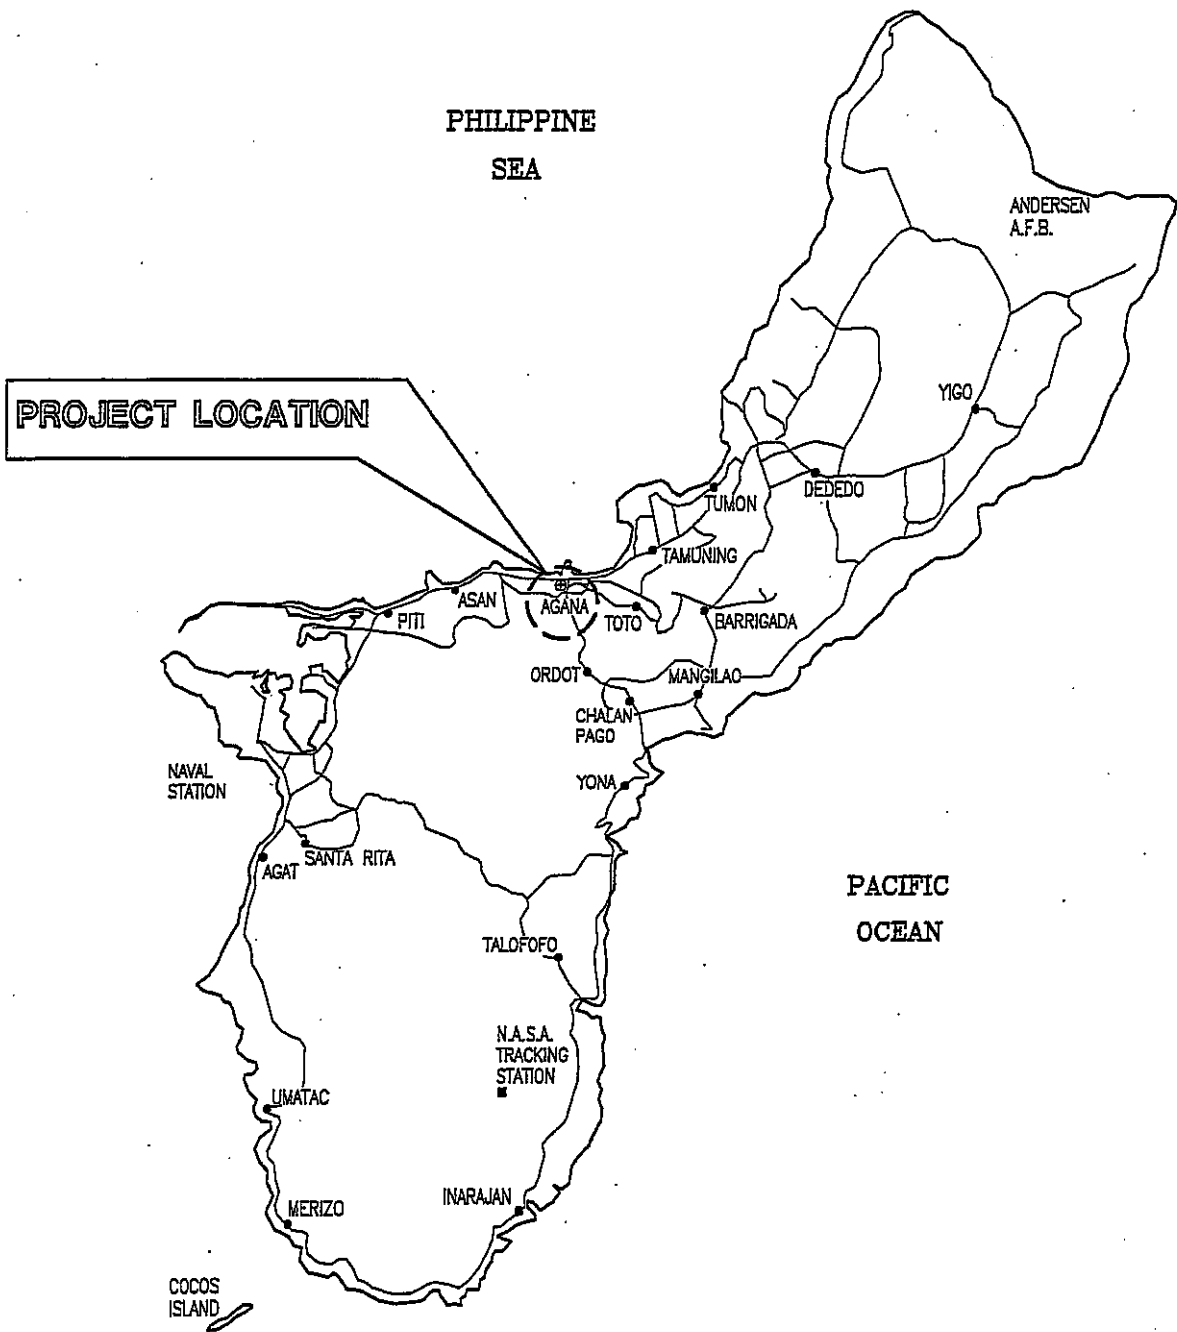 PHILIPPINE
SEA
ANDERSEN
A.F.B.
PROJECT LOCATION
YIGO
DEDEDO
TUMON
TAMUNING
ASAN
AGANA
PITI
TOTO
BARRIGADA
ORDOT
MANGILAO
CHALAN
PAGO
NAVAL
STATION
YONA
SANTA RITA
AGAT
PACIFIC
OCEAN
TALOFOFO
N.A.S.A.
TRACKING
STATION
UMATAC
INARAJAN
MERIZO
COCOS
ISLAND